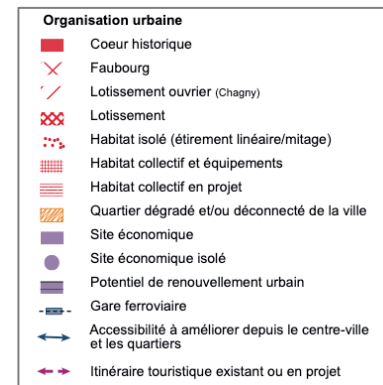 Organisation urbaine
Coeur historique
Faubourg
Lotissement ouvrier (Chagny)
Lotissement
Habitat isolé (étirement linéaire/mitage)
Habitat collectif et équipements
Habitat collectif en projet
Quartier dégradé et/ou déconnecté de la ville
Site économique
Site économique isolé
Potentiel de renouvellement urbain
Gare ferroviaire
Accessibilité à améliorer depuis le centre-ville
et les quartiers
Itinéraire touristique existant ou en projet